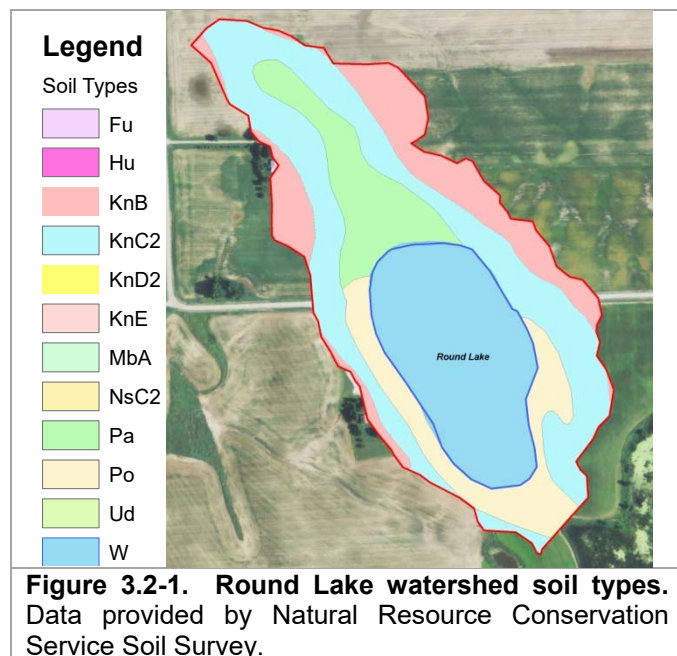 Legend
Soil Types
Fu
Hu
KnB
KnC2
KnD2
KnE
MbA
NsC2
Pa
Po
Ud
W
Round Lake
Figure 3.2-1. Round Lake watershed soil types.
Data provided by Natural Resource Conservation
Service Soil Survey.